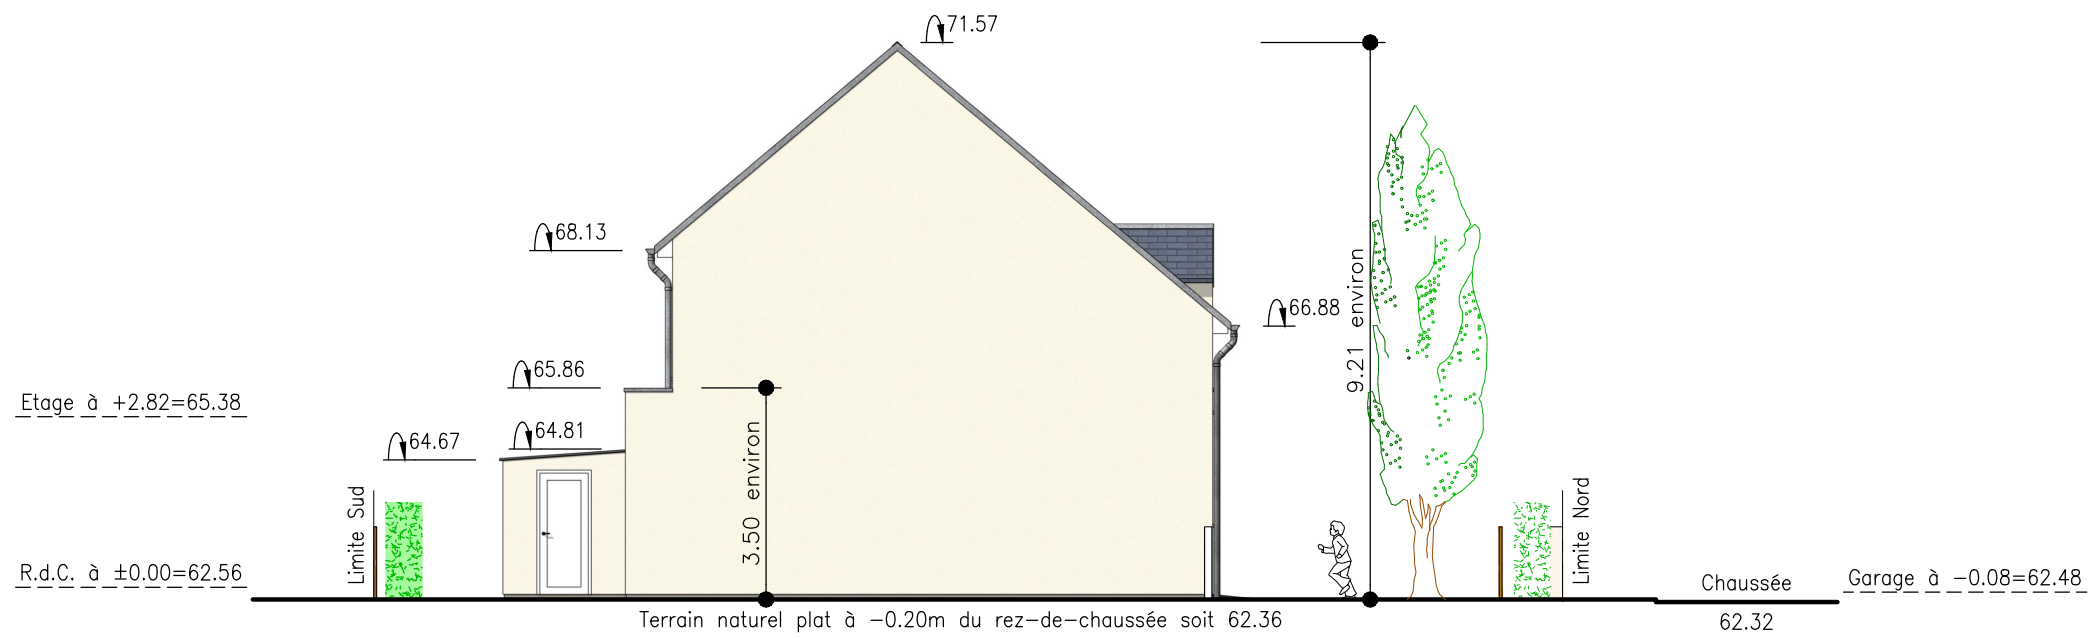 71.57
68.13
66.88
9.21 environ
65.86
Etage à +2.82=65.38
64.67
64.81
3.50 environ
Limite Sud
Limite Nord
R.d.C. à ±0.00=62.56
Chaussée
Garage à -0.08=62.48
Terrain naturel plat à -0.20m du rez-de-chaussée soit 62.36
62.32